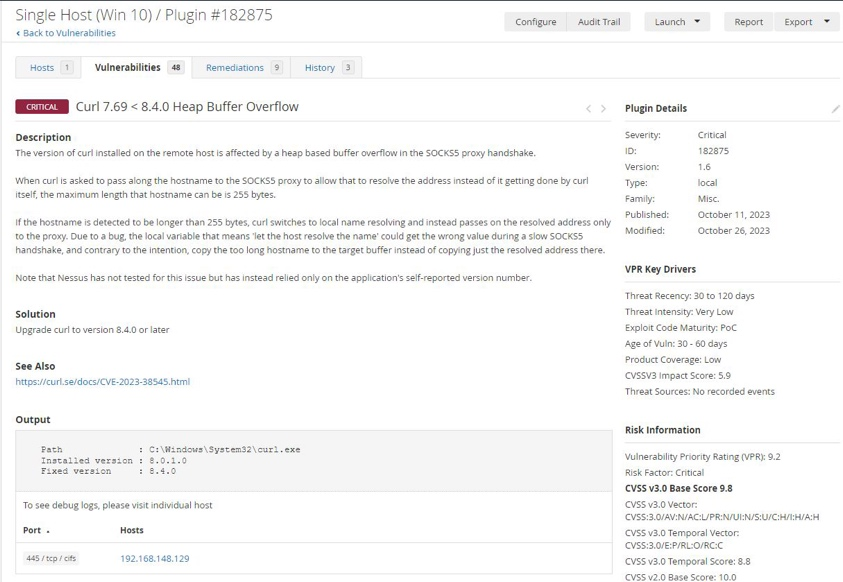 Single Host (Win 10) / Plugin #182875
Configure
Audit Trail
Launch
Report
Export
Back to Vulnerabilities
Hosts 1
Vulnerabilities 48
Remediations 9
History 3
CRITICAL Curl 7.69 < 8.4.0 Heap Buffer Overflow
Description
The version of curl installed on the remote host is affected by a heap based buffer overflow in the SOCKS5 proxy handshake.
When curl is asked to pass along the hostname to the SOCKS5 proxy to allow that to resolve the address instead of it getting done by curl
itself, the maximum length that hostname can be is 255 bytes.
If the hostname is detected to be longer than 255 bytes, curl switches to local name resolving and instead passes on the resolved address only
to the proxy. Due to a bug, the local variable that means 'let the host resolve the name' could get the wrong value during a slow SOCKS5
handshake, and contrary to the intention, copy the too long hostname to the target buffer instead of copying just the resolved address there.
Note that Nessus has not tested for this issue but has instead relied only on the application's self-reported version number.
Solution
Upgrade curl to version 8.4.0 or later
See Also
https://curl.se/docs/CVE-2023-38545.html
Output
Path : C:\Windows\System32\curl.exe
Installed version : 8.0.1.0
Fixed version : 8.4.0
To see debug logs, please visit individual host
Port Hosts
445 / tcp / cifs 192.168.148.129
Plugin Details
Severity: Critical
ID: 182875
Version: 1.6
Type: local
Family: Misc.
Published: October 11, 2023
Modified: October 26, 2023
VPR Key Drivers
Threat Recency: 30 to 120 days
Threat Intensity: Very Low
Exploit Code Maturity: PoC
Age of Vuln: 30 - 60 days
Product Coverage: Low
CVSSV3 Impact Score: 5.9
Threat Sources: No recorded events
Risk Information
Vulnerability Priority Rating (VPR): 9.2
Risk Factor: Critical
CVSS v3.0 Base Score 9.8
CVSS v3.0 Vector:
CVSS:3.0/AV:N/AC:L/PR:N/UI:N/S:U/C:H/I:H/A:H
CVSS v3.0 Temporal Vector:
CVSS:3.0/E:P/RL:O/RC:C
CVSS v3.0 Temporal Score: 8.8
CVSS v2.0 Base Score: 10.0